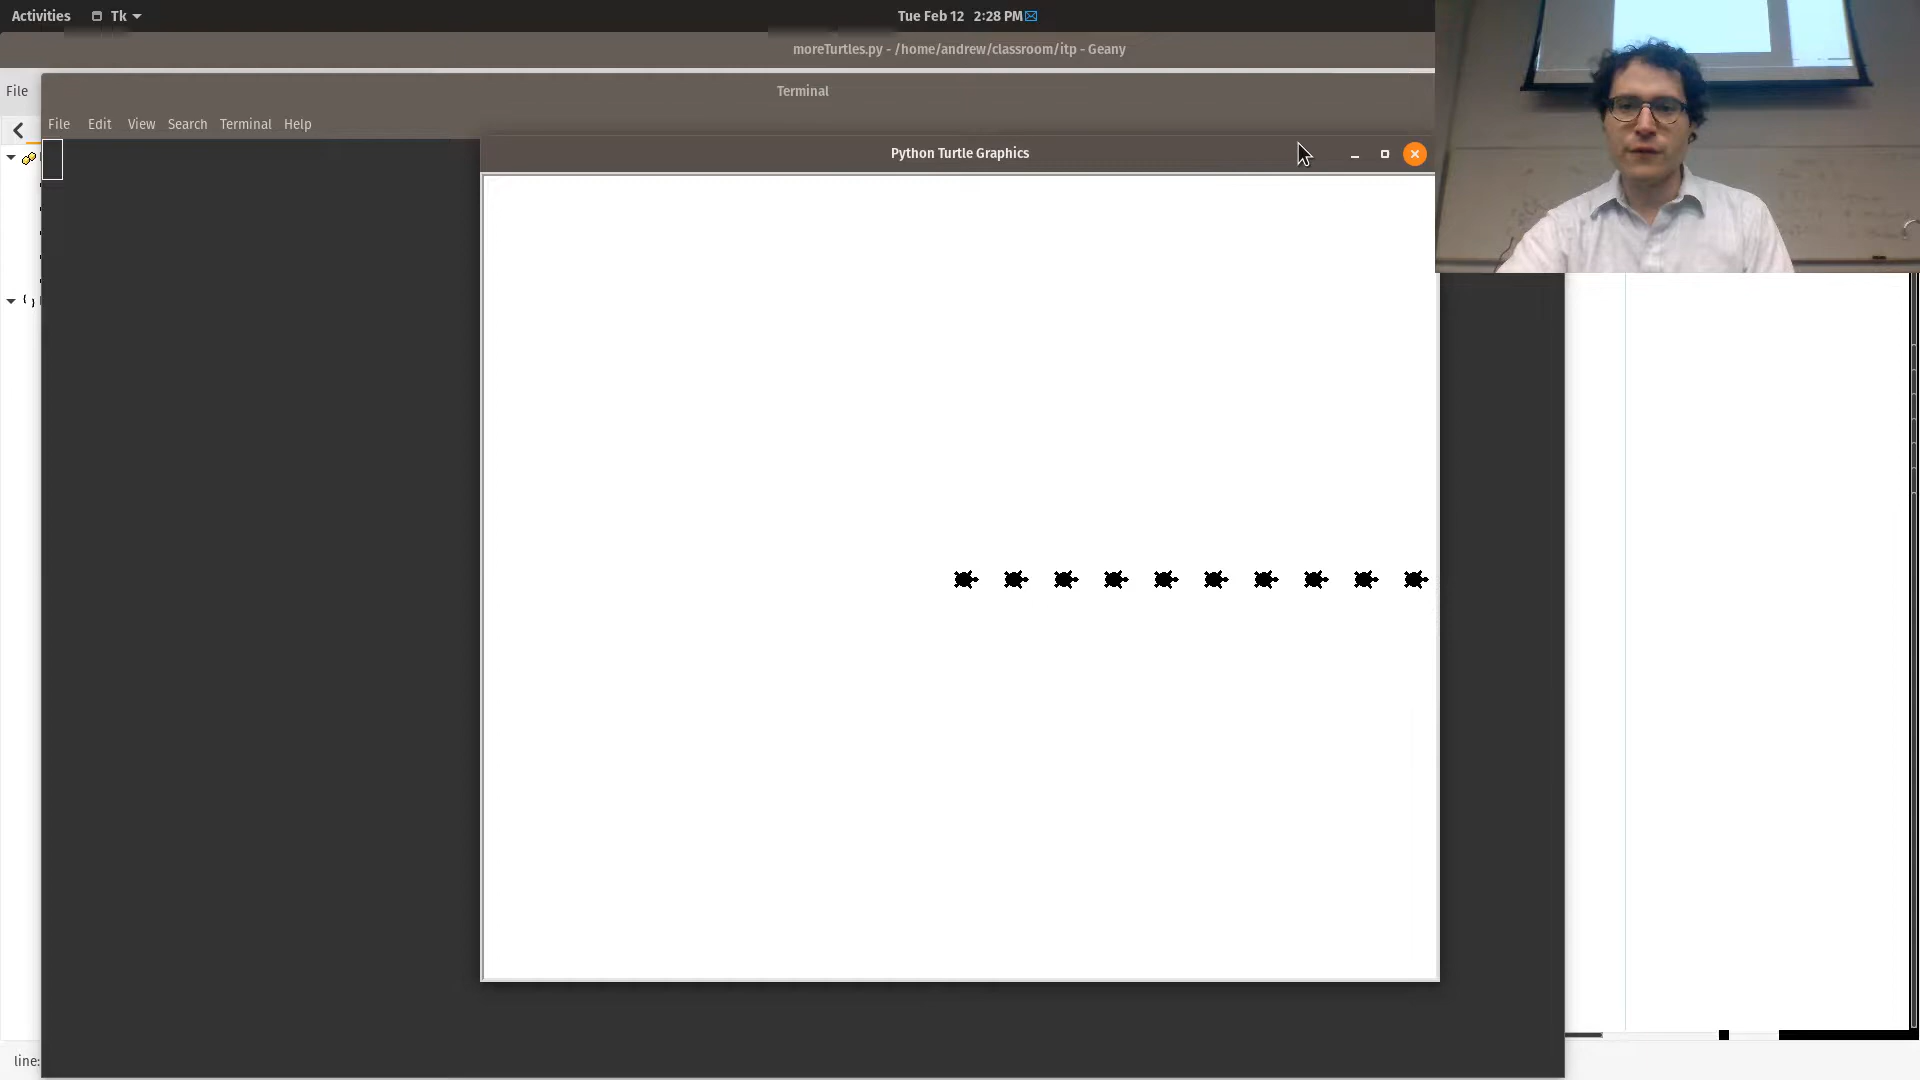 Activities Tk Tue Feb 12 2:28 PM
moreTurtles.py - /home/andrew/classroom/itp - Geany
File Terminal
File Edit View Search Terminal Help
Python Turtle Graphics
line: